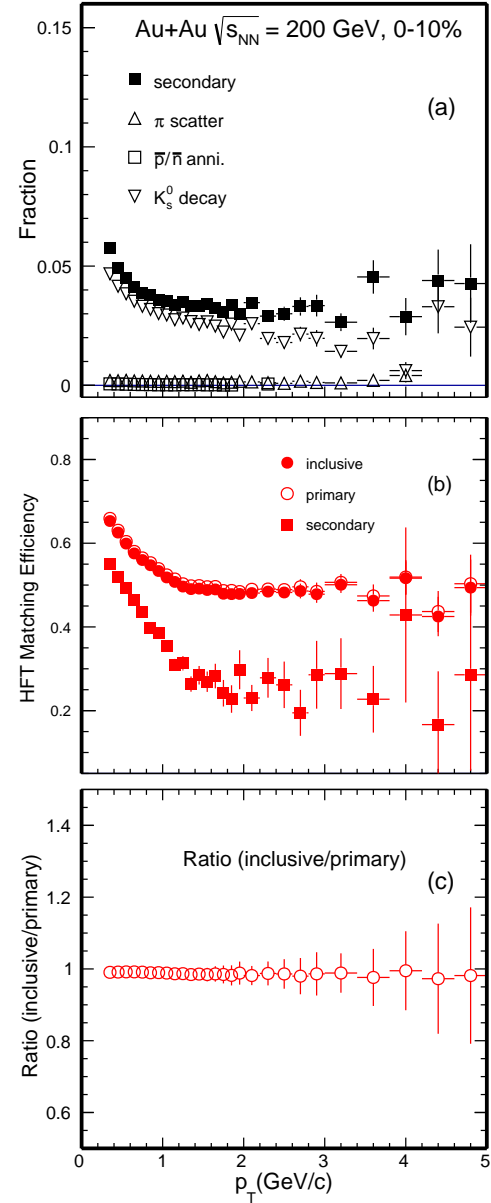 Au+Au √s_NN = 200 GeV, 0-10%
secondary
π scatter
p̅/n̅ anni.
K_s^0 decay
(a)
Fraction
0.15
0.1
0.05
0
inclusive
primary
secondary
(b)
HFT Matching Efficiency
0.8
0.6
0.4
0.2
Ratio (inclusive/primary)
(c)
Ratio (inclusive/primary)
1.4
1.2
1
0.8
0.6
0 1 2 3 4 5
p_T(GeV/c)